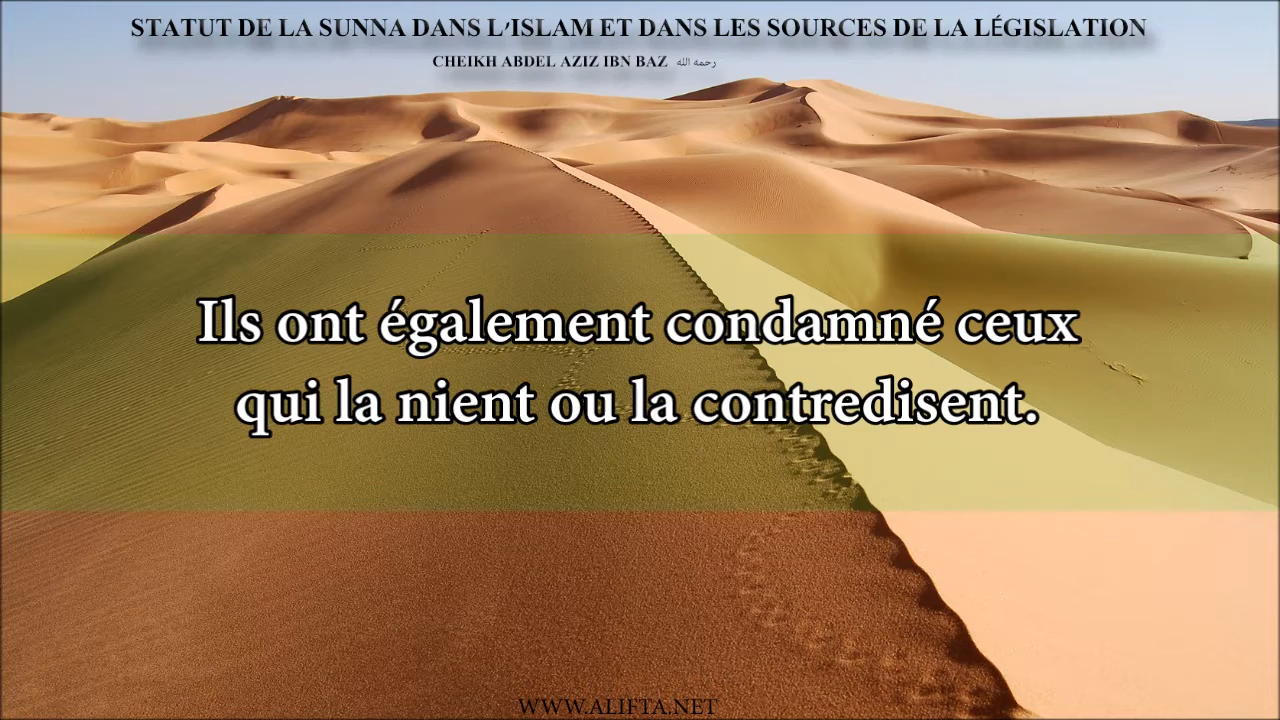 STATUT DE LA SUNNA DANS L'ISLAM ET DANS LES SOURCES DE LA LÉGISLATION
CHEIKH ABDEL AZIZ IBN BAZ رحمه الله
Ils ont également condamné ceux
qui la nient ou la contredisent.
WWW.ALIFTA.NET